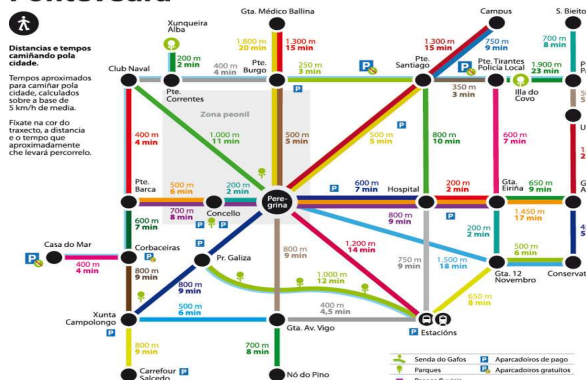 Distancias e tempos
camiñando pola
cidade.
Tempos aproximados
para camiñar pola
cidade, calculados
sobre a base de
5 km/h de media.
Fíxate na cor do
traxecto, a distancia
e o tempo que
aproximadamente
che levará percorrelo.
Xunqueira
Alba
Gta. Médico Ballina
Campus
S. Bieito
200 m
2 min
1.800 m
20 min
1.300 m
15 min
1.300 m
15 min
750 m
9 min
700 m
8 min
Club Naval
400 m
4 min
Pte.
Burgo
250 m
3 min
Pte.
Santiago
Pte. Tirantes
Policía Local
1.900 m
23 min
350 m
3 min
Illa do
Covo
Pte.
Correntes
Zona peonil
400 m
4 min
1.000 m
11 min
500 m
5 min
500 m
5 min
800 m
10 min
600 m
7 min
Pte.
Barca
500 m
6 min
200 m
2 min
600 m
7 min
Hospital
200 m
2 min
Gta.
Eiriña
650 m
9 min
Pere-
grina
700 m
8 min
Concello
800 m
9 min
1.450 m
17 min
600 m
7 min
Casa do Mar
Corbaceiras
400 m
4 min
800 m
9 min
Pr. Galiza
800 m
9 min
800 m
9 min
1.200 m
14 min
750 m
9 min
1.500 m
18 min
200 m
2 min
500 m
6 min
Gta. 12
Novembro
Conservat
1.000 m
12 min
650 m
8 min
Xunta
Campolongo
500 m
6 min
400 m
4,5 min
Gta. Av. Vigo
Estacións
800 m
9 min
Carrefour
Salcedo
700 m
8 min
Nó do Pino
Senda do Gafos
P Aparcadoiros de pago
Parques
P Aparcadoiros gratuítos